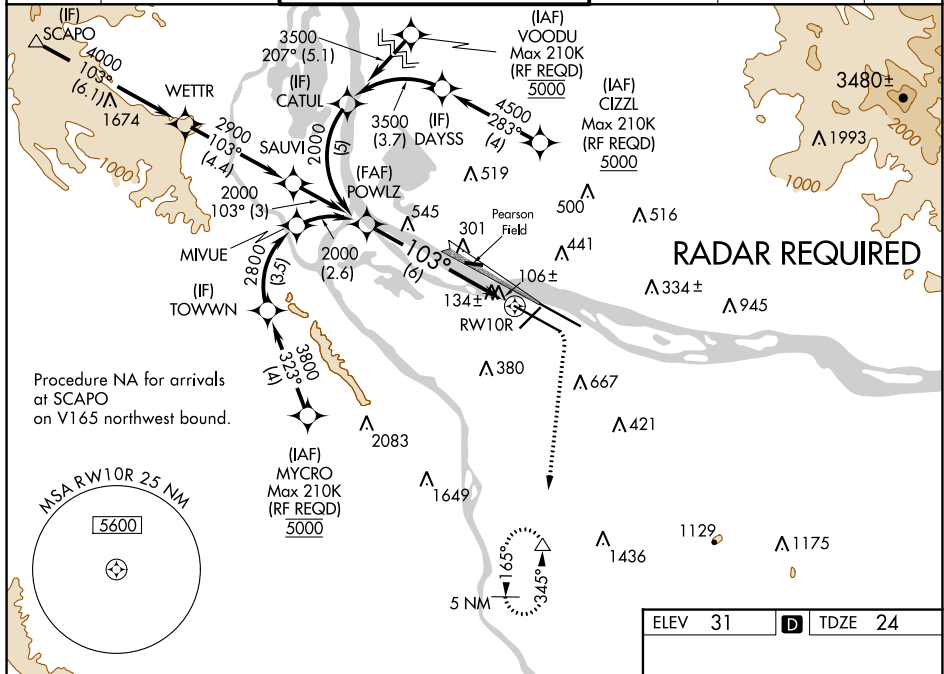 (IF)
SCAPO
4000
103°
(6.1)
1674
WETTR
2900
103°
(4.4)
1000
SAUVI
2000
103° (3)
3500
207° (5.1)
(IAF)
VOODU
Max 210K
(RF REQD)
5000
(IF)
CATUL
2000
(5)
3500
(3.7)
(IF)
DAYSS
4500
283°
(4)
(IAF)
CIZZL
Max 210K
(RF REQD)
5000
3480±
2000
1993
1000
519
500
516
(FAF)
POWLZ
545
301
Pearson
Field
441
RADAR REQUIRED
MIVUE
2000
(2.6)
103°
(6)
106±
134±
334±
945
RW10R
2800
(3.5)
(IF)
TOWWN
3800
323°
(4)
380
667
421
Procedure NA for arrivals
at SCAPO
on V165 northwest bound.
(IAF)
MYCRO
Max 210K
(RF REQD)
5000
2083
1649
MSA RW10R 25 NM
5600
165°
345°
5 NM
1436
1129
1175
ELEV 31
D
TDZE 24